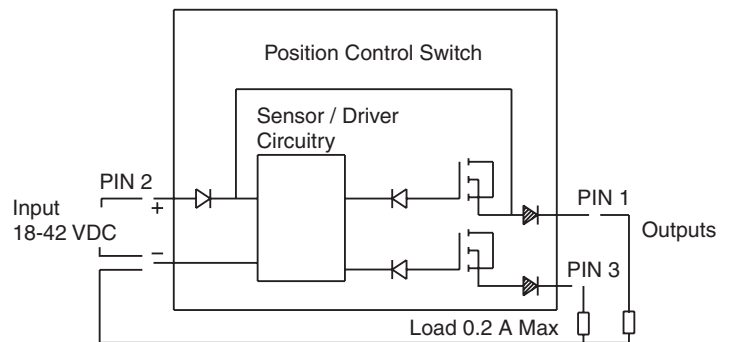 Position Control Switch
Sensor / Driver
Circuitry
PIN 2
+
Input
18-42 VDC
−
PIN 1
Outputs
PIN 3
Load 0.2 A Max